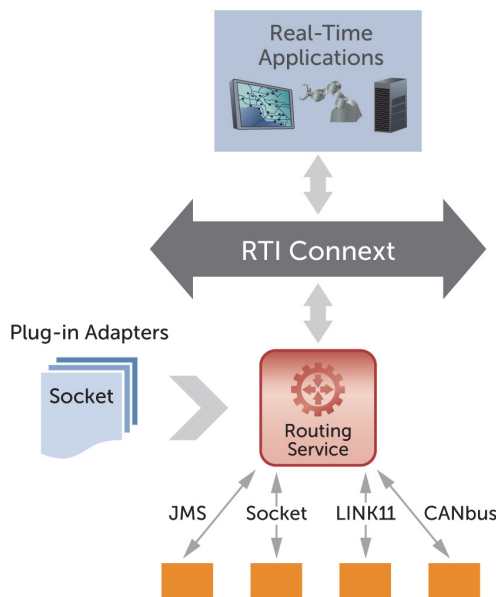 Real-Time
Applications
RTI Connext
Plug-in Adapters
Socket
Routing
Service
JMS
Socket
LINK11
CANbus